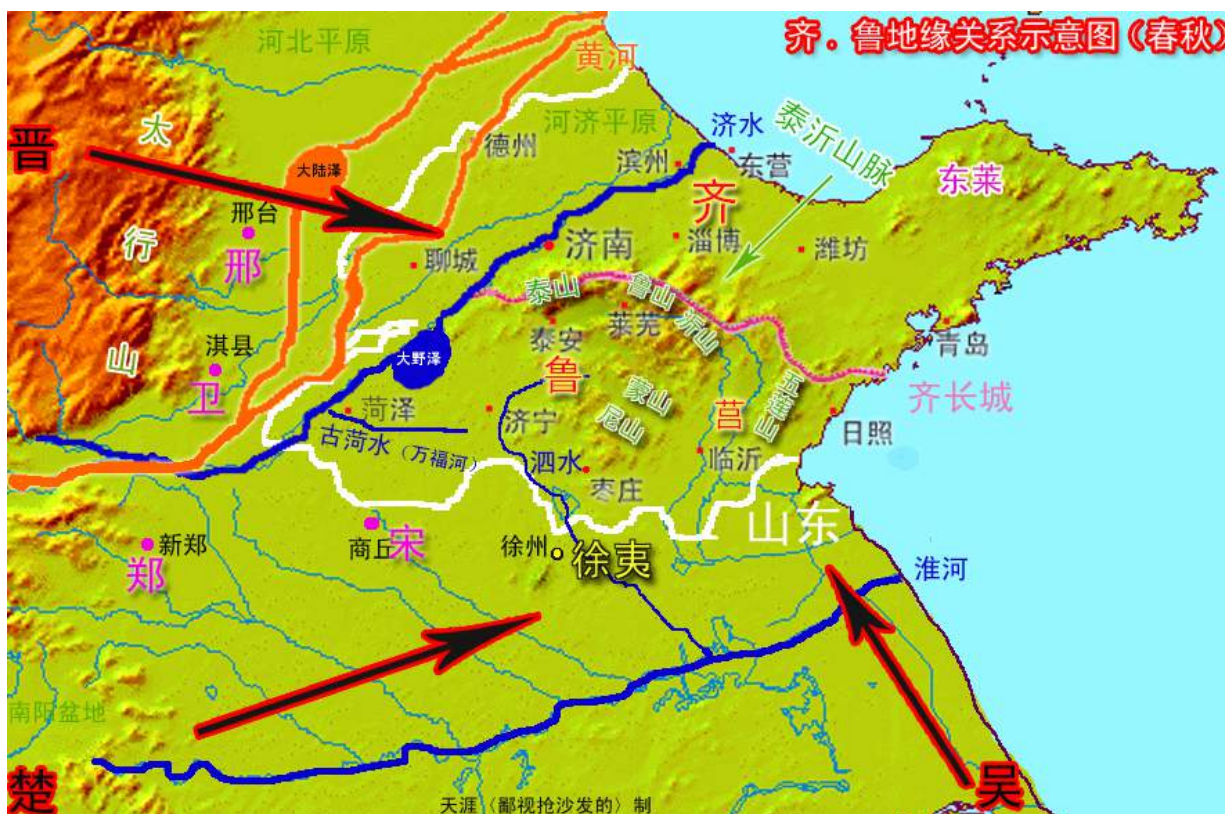 齐。鲁地缘关系示意图（春秋）
河北平原
黄河
河济平原
济水
泰沂山脉
太
行
山
晋
大陆泽
德州
滨州
东营
东莱
齐
邢台
邢
聊城
济南
淄博
潍坊
泰山
鲁山
沂山
莱芜
泰安
大野泽
青岛
淇县
卫
鲁
蒙山
尼山
莒
五莲山
齐长城
菏泽
济宁
日照
古菏水（万福河）
泗水
临沂
枣庄
山东
新郑
郑
商丘
宋
徐州
徐夷
淮河
南阳盆地
楚
吴
天涯〈鄙视抢沙发的〉制